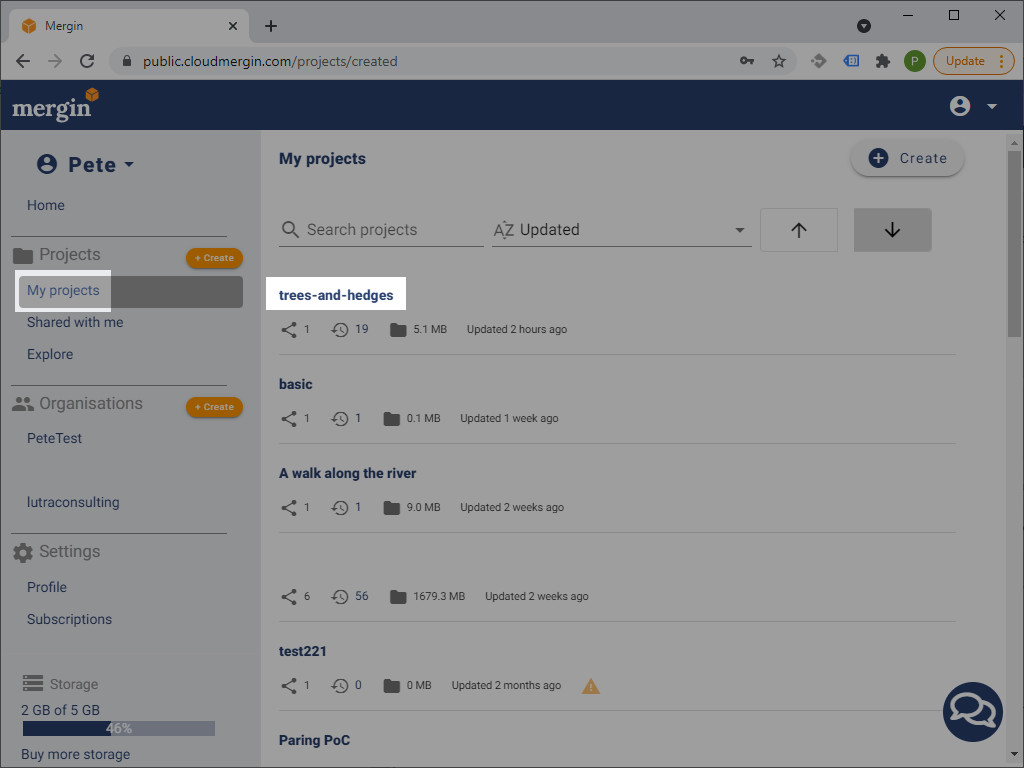 Mergin
public.cloudmergin.com/projects/created
P
Update
mergin
Pete
Home
Projects
+ Create
My projects
Shared with me
Explore
Organisations
+ Create
PeteTest
lutraconsulting
Settings
Profile
Subscriptions
Storage
2 GB of 5 GB
46%
Buy more storage
My projects
Create
Search projects
AZ Updated
trees-and-hedges
1 19 5.1 MB Updated 2 hours ago
basic
1 1 0.1 MB Updated 1 week ago
A walk along the river
1 1 9.0 MB Updated 2 weeks ago
6 56 1679.3 MB Updated 2 weeks ago
test221
1 0 0 MB Updated 2 months ago
Paring PoC